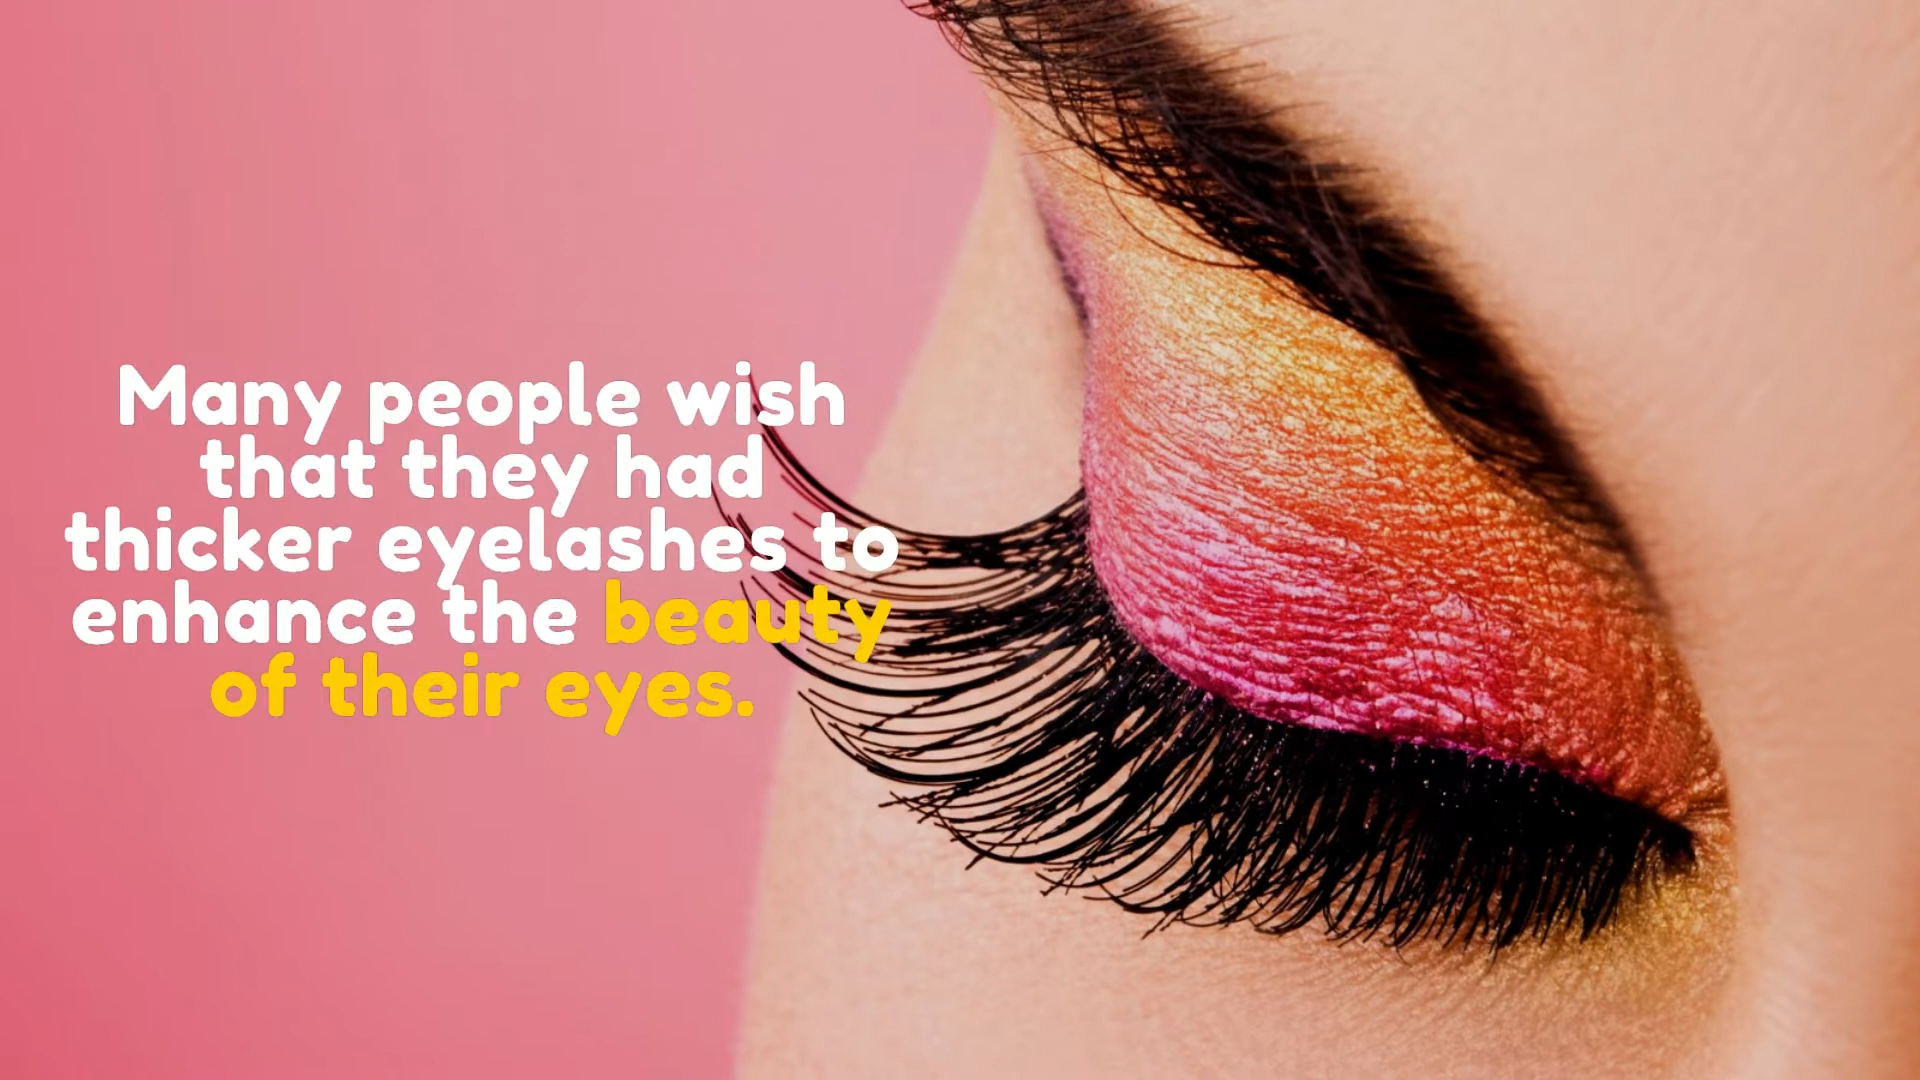 Many people wish
that they had
thicker eyelashes to
enhance the beauty
of their eyes.